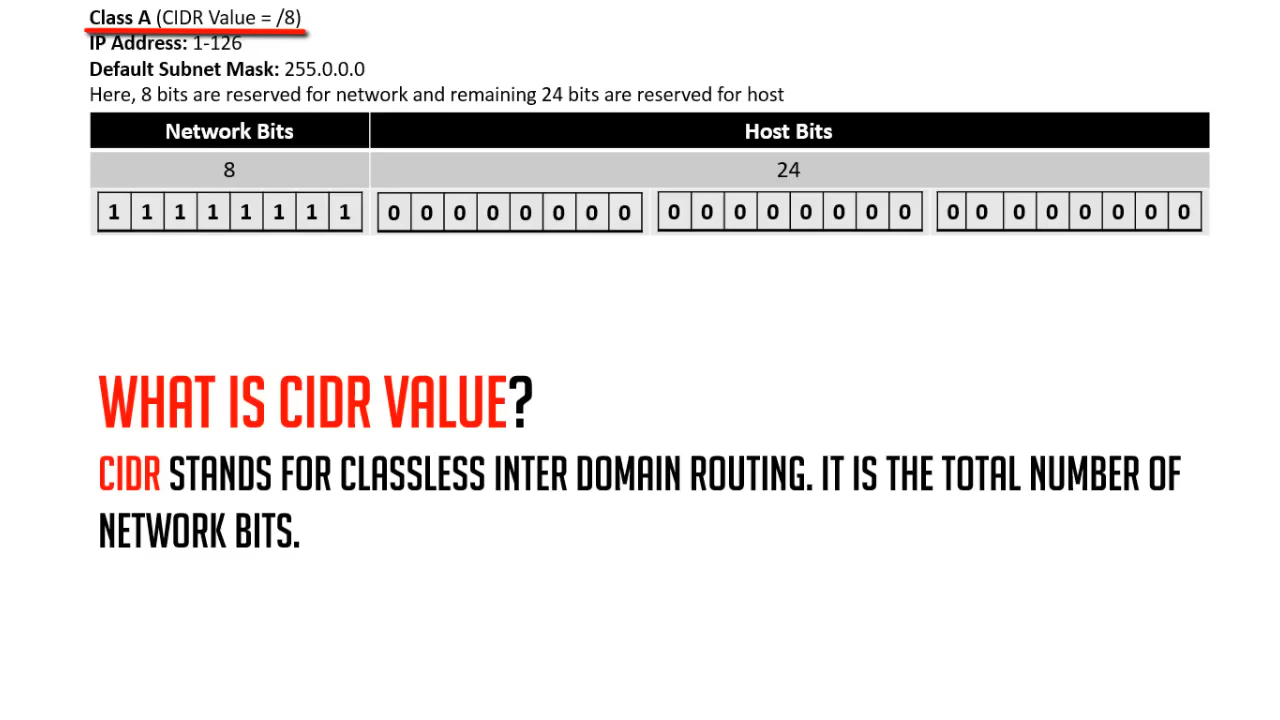 Class A (CIDR Value = /8)
IP Address: 1-126
Default Subnet Mask: 255.0.0.0
Here, 8 bits are reserved for network and remaining 24 bits are reserved for host
Network Bits Host Bits
8 24
1 1 1 1 1 1 1 1 0 0 0 0 0 0 0 0 0 0 0 0 0 0 0 0 0 0 0 0 0 0 0 0
WHAT IS CIDR VALUE?
CIDR STANDS FOR CLASSLESS INTER DOMAIN ROUTING. IT IS THE TOTAL NUMBER OF
NETWORK BITS.